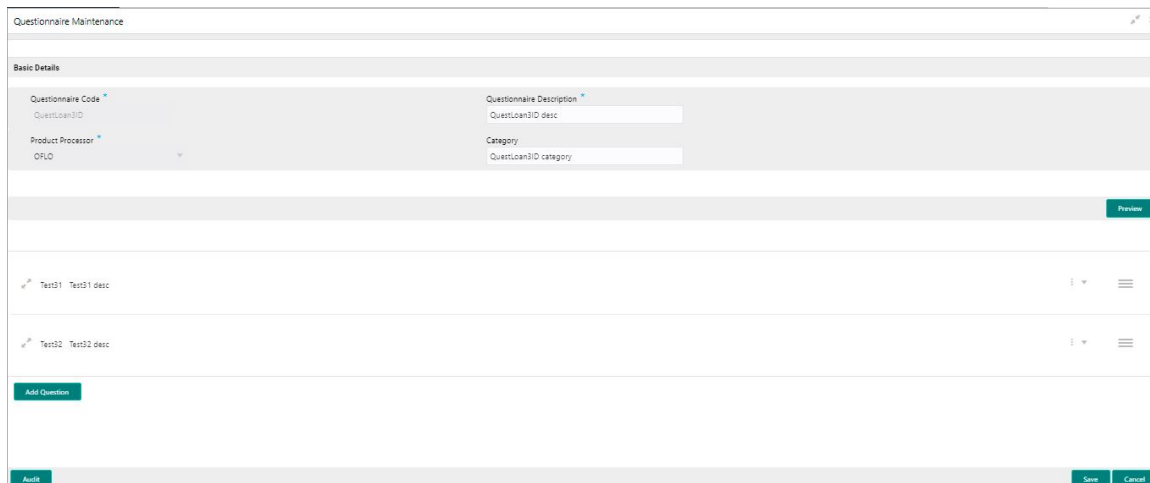 Questionnaire Maintenance
Basic Details
Questionnaire Code *
Questionnaire Description *
QuestLoan3ID
QuestLoan3ID desc
Product Processor *
Category
OFLO
QuestLoan3ID category
Preview
Test31 Test31 desc
Test32 Test32 desc
Add Question
Audit
Save
Cancel